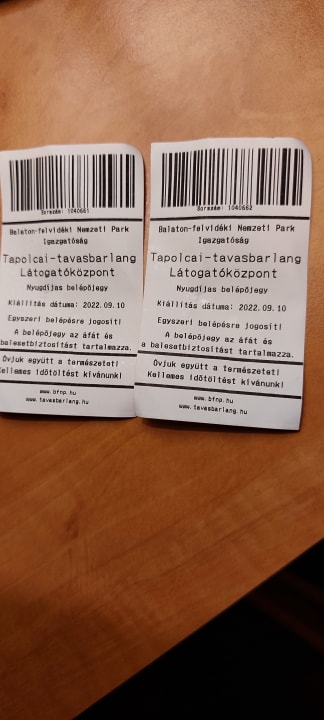 Sorszám: 1040661
Balaton-felvidéki Nemzeti Park
Igazgatóság
Tapolcai-tavasbarlang
Látogatóközpont
Nyugdíjas belépőjegy
Kiállítás dátuma: 2022.09.10
Egyszeri belépésre jogosít!
A belépőjegy az áfát és
balesetbiztosítást tartalmazza.
Óvjuk együtt a természetet!
Kellemes időtöltést kívánunk!
www.bfnp.hu
www.tavasbarlang.hu
Sorszám: 1040662
Balaton-felvidéki Nemzeti Park
Igazgatóság
Tapolcai-tavasbarlang
Látogatóközpont
Nyugdíjas belépőjegy
Kiállítás dátuma: 2022.09.10
Egyszeri belépésre jogosít!
A belépőjegy az áfát és
a balesetbiztosítást tartalmazza.
Óvjuk együtt a természetet!
Kellemes időtöltést kívánunk!
www.bfnp.hu
www.tavasbarlang.hu